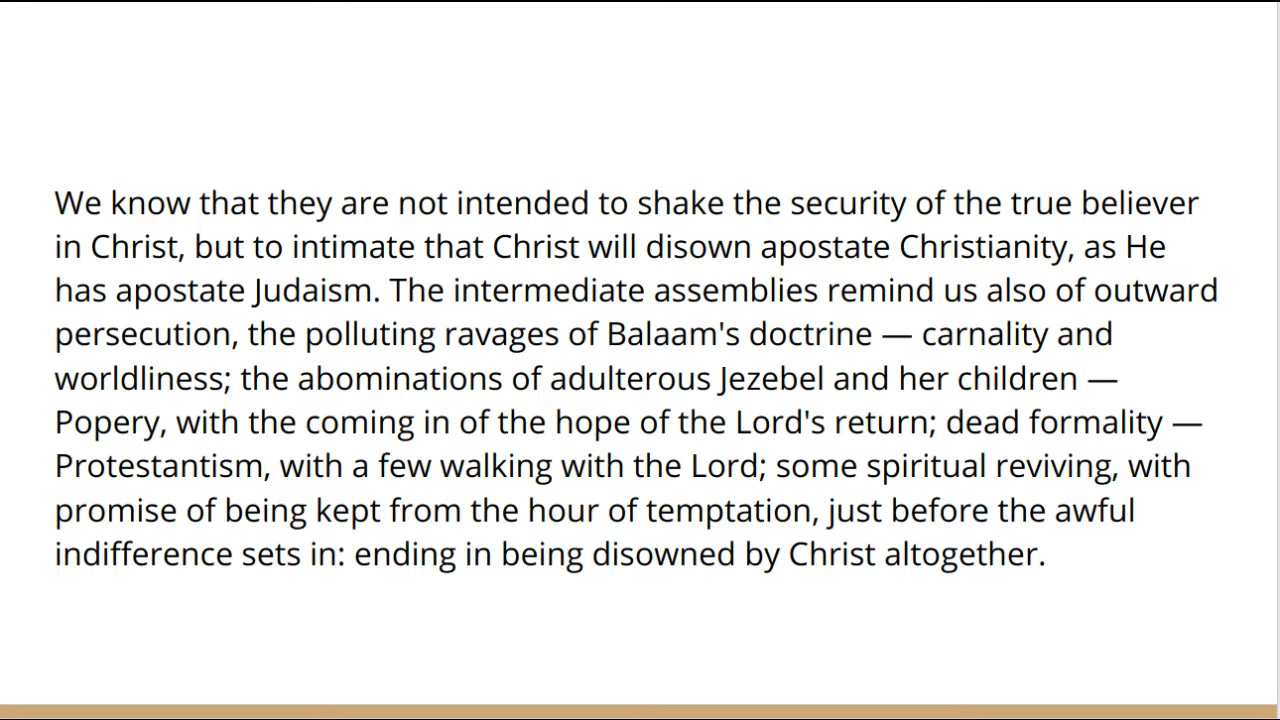 We know that they are not intended to shake the security of the true believer
in Christ, but to intimate that Christ will disown apostate Christianity, as He
has apostate Judaism. The intermediate assemblies remind us also of outward
persecution, the polluting ravages of Balaam's doctrine — carnality and
worldliness; the abominations of adulterous Jezebel and her children —
Popery, with the coming in of the hope of the Lord's return; dead formality —
Protestantism, with a few walking with the Lord; some spiritual reviving, with
promise of being kept from the hour of temptation, just before the awful
indifference sets in: ending in being disowned by Christ altogether.